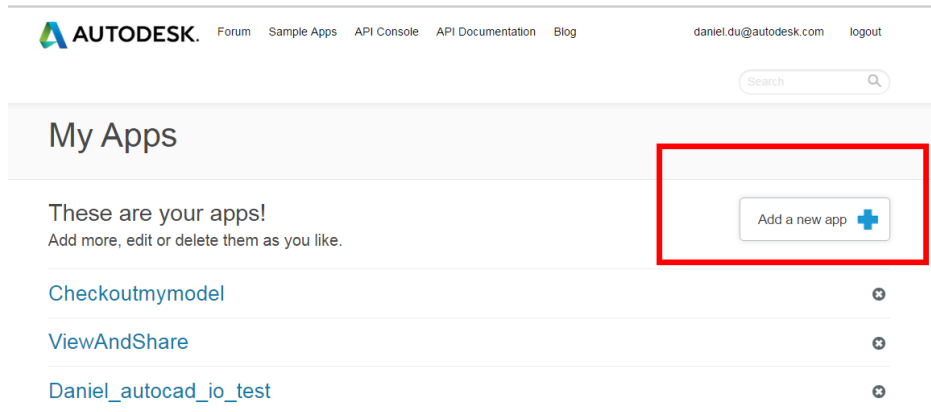 AUTODESK. Forum Sample Apps API Console API Documentation Blog daniel.du@autodesk.com logout
Search
My Apps
These are your apps!
Add more, edit or delete them as you like.
Add a new app
Checkoutmymodel
ViewAndShare
Daniel_autocad_io_test